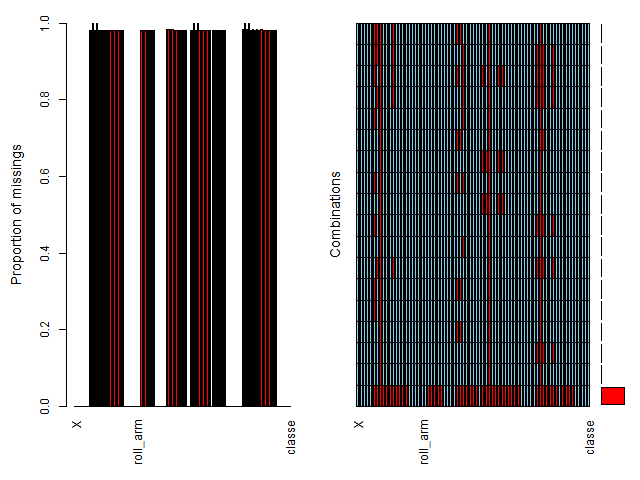 Proportion of missings
0.0
0.2
0.4
0.6
0.8
1.0
X
roll_arm
classe
Combinations
X
roll_arm
classe